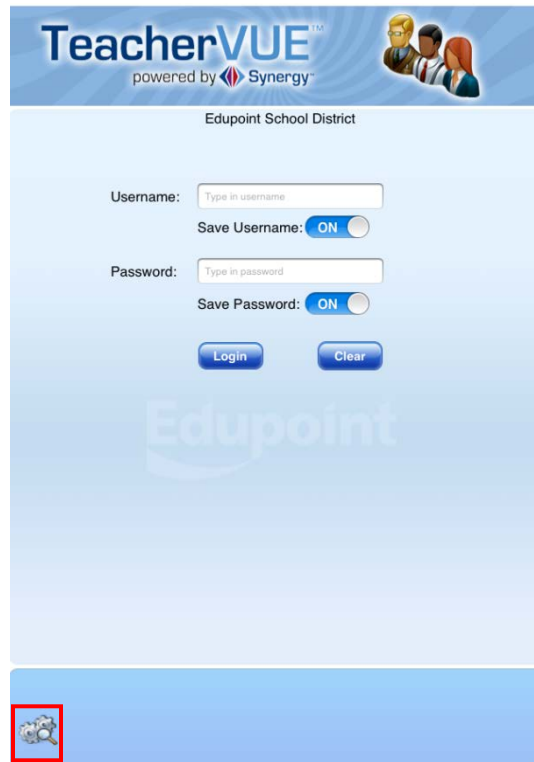 TeacherVUE™
powered by Synergy™
Edupoint School District
Username: Type in username
Save Username: ON
Password: Type in password
Save Password: ON
Login Clear
Edupoint